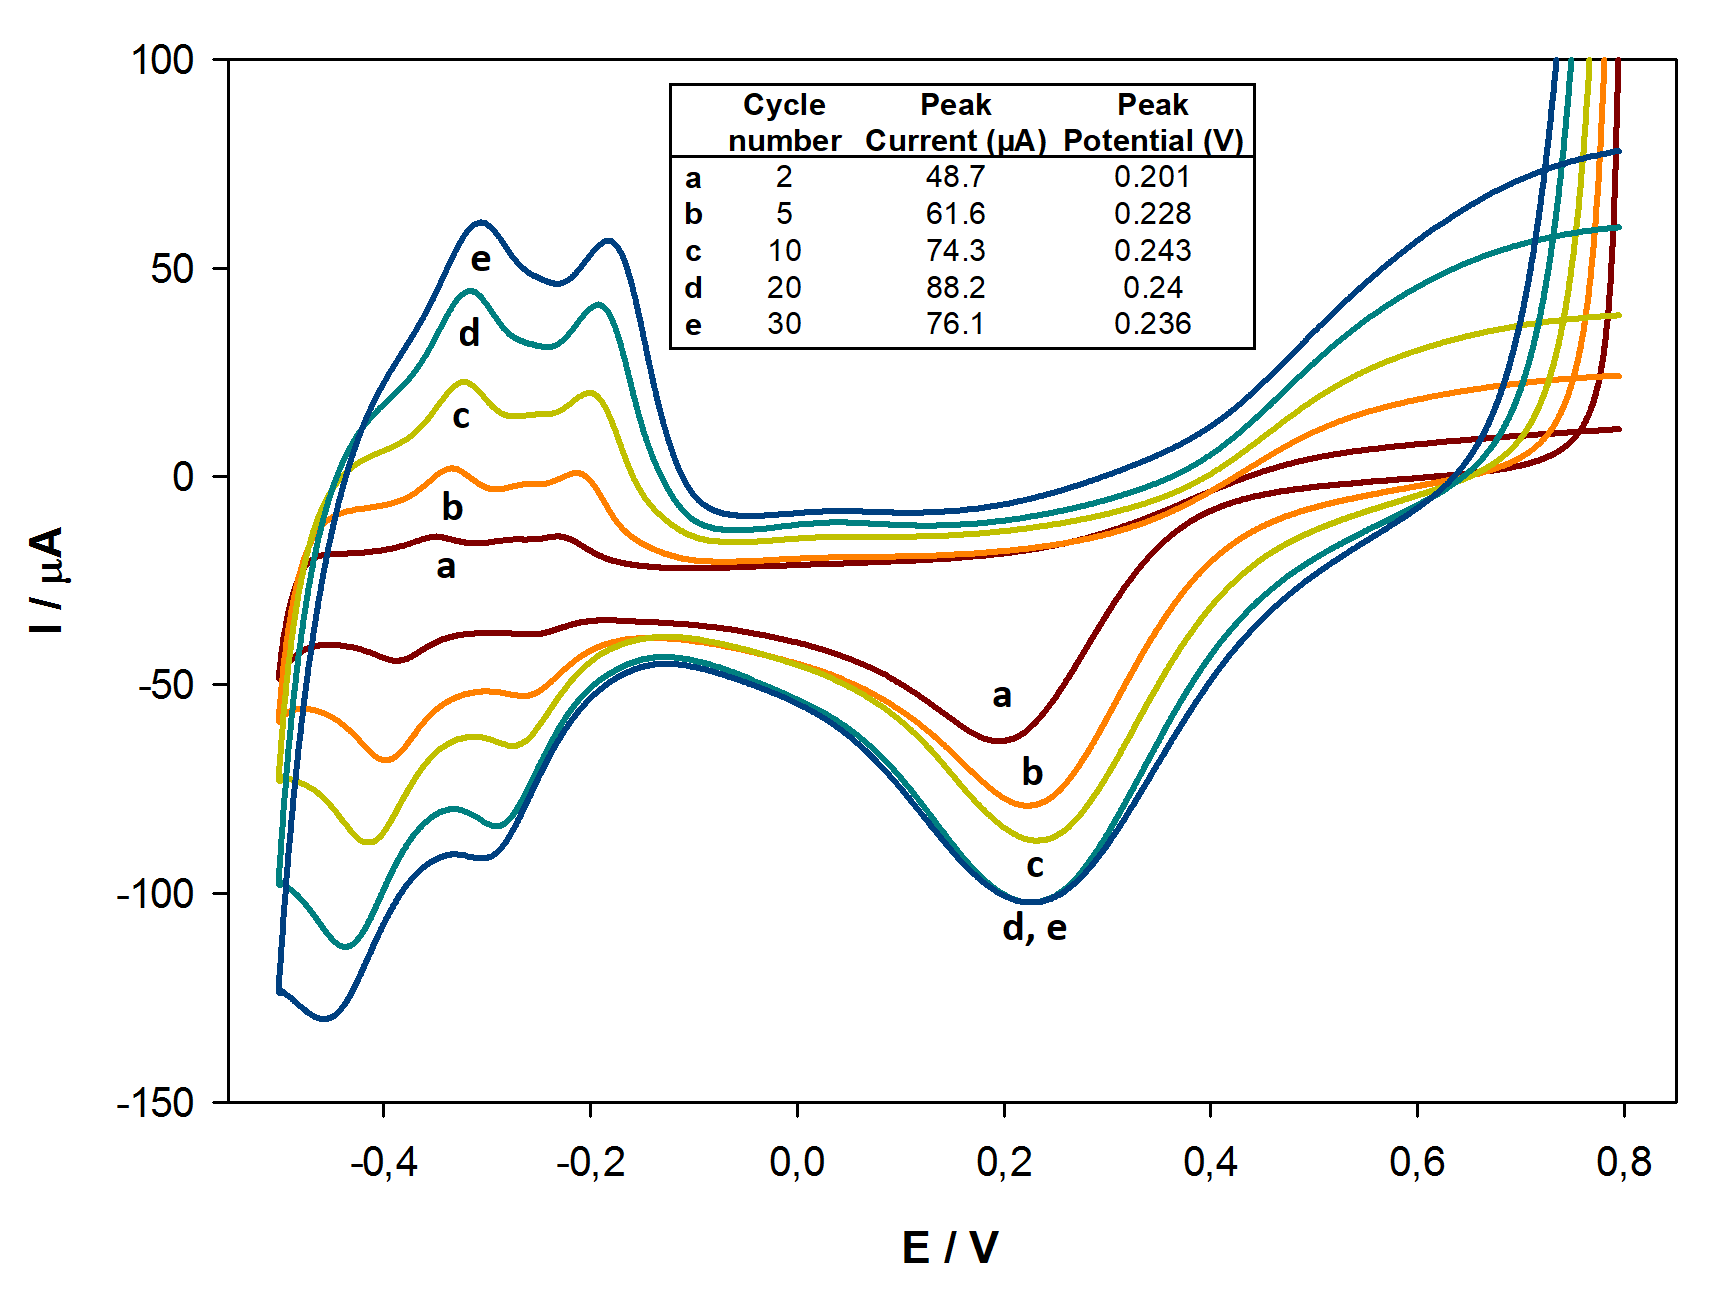 100
50
0
-50
-100
-150
I / µA
Cycle number Peak Current (µA) Peak Potential (V)
a 2 48.7 0.201
b 5 61.6 0.228
c 10 74.3 0.243
d 20 88.2 0.24
e 30 76.1 0.236
e
d
c
b
a
a
b
c
d, e
-0,4 -0,2 0,0 0,2 0,4 0,6 0,8
E / V